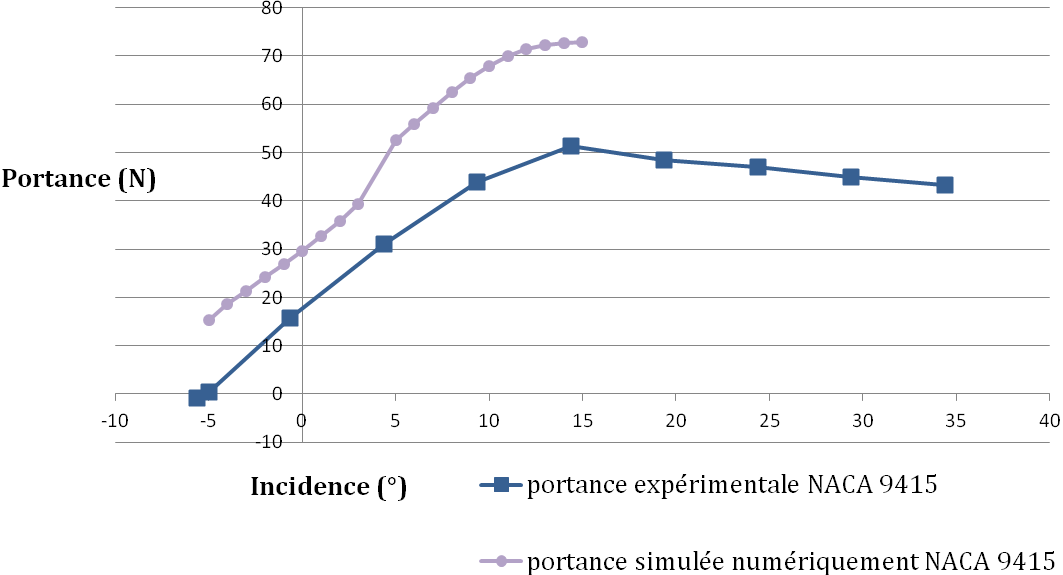 80
70
60
50
40
30
20
10
0
-10
Portance (N)
-10 -5 0 5 10 15 20 25 30 35 40
Incidence (°)
portance expérimentale NACA 9415
portance simulée numériquement NACA 9415